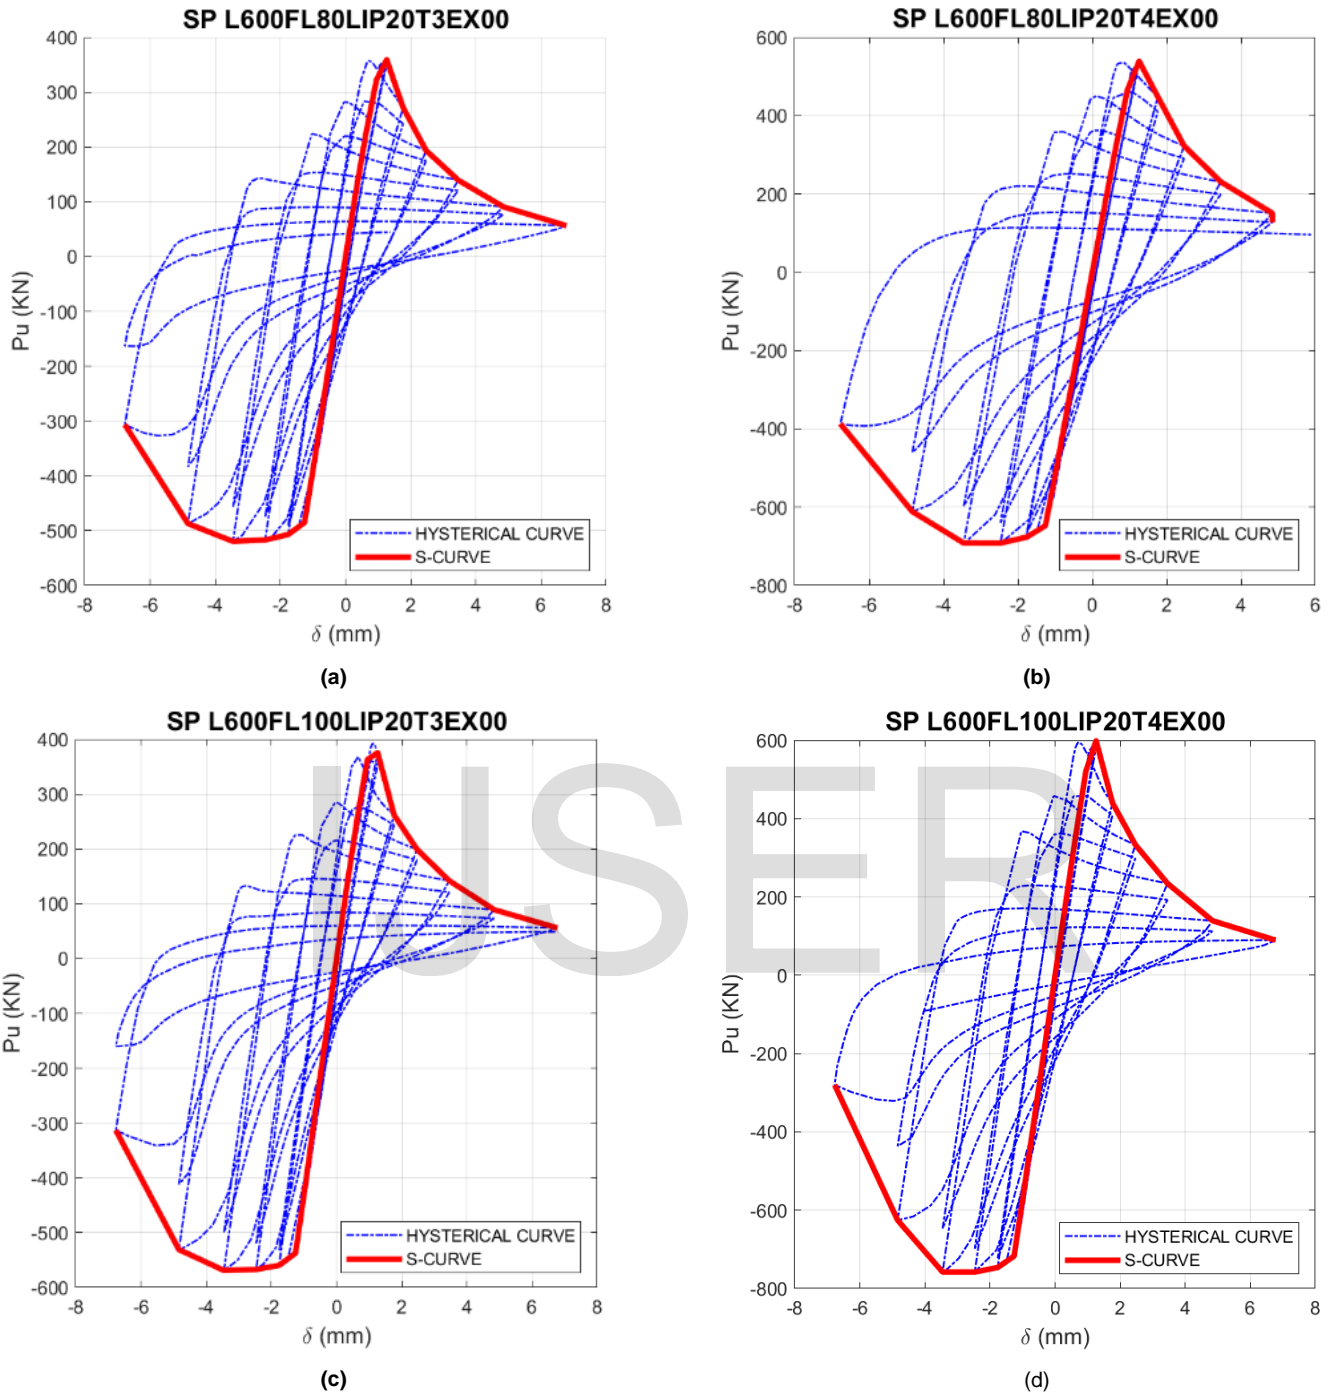 SP L600FL80LIP20T3EX00
400
300
200
100
0
-100
-200
-300
-400
-500
-600
Pu (KN)
HYSTERICAL CURVE
S-CURVE
-8 -6 -4 -2 0 2 4 6 8
δ (mm)
(a)
SP L600FL80LIP20T4EX00
600
400
200
0
-200
-400
-600
-800
Pu (KN)
HYSTERICAL CURVE
S-CURVE
-8 -6 -4 -2 0 2 4 6
δ (mm)
(b)
SP L600FL100LIP20T3EX00
400
300
200
100
0
-100
-200
-300
-400
-500
-600
Pu (KN)
HYSTERICAL CURVE
S-CURVE
-8 -6 -4 -2 0 2 4 6 8
δ (mm)
(c)
SP L600FL100LIP20T4EX00
600
400
200
0
-200
-400
-600
-800
Pu (KN)
HYSTERICAL CURVE
S-CURVE
-8 -6 -4 -2 0 2 4 6 8
δ (mm)
(d)
IJSER